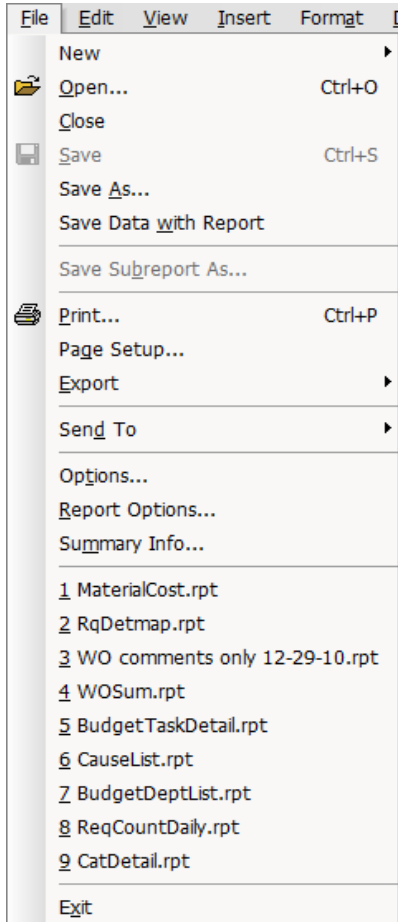 File Edit View Insert Format
New
Open... Ctrl+O
Close
Save Ctrl+S
Save As...
Save Data with Report
Save Subreport As...
Print... Ctrl+P
Page Setup...
Export
Send To
Options...
Report Options...
Summary Info...
1 MaterialCost.rpt
2 RqDetmap.rpt
3 WO comments only 12-29-10.rpt
4 WOSum.rpt
5 BudgetTaskDetail.rpt
6 CauseList.rpt
7 BudgetDeptList.rpt
8 ReqCountDaily.rpt
9 CatDetail.rpt
Exit